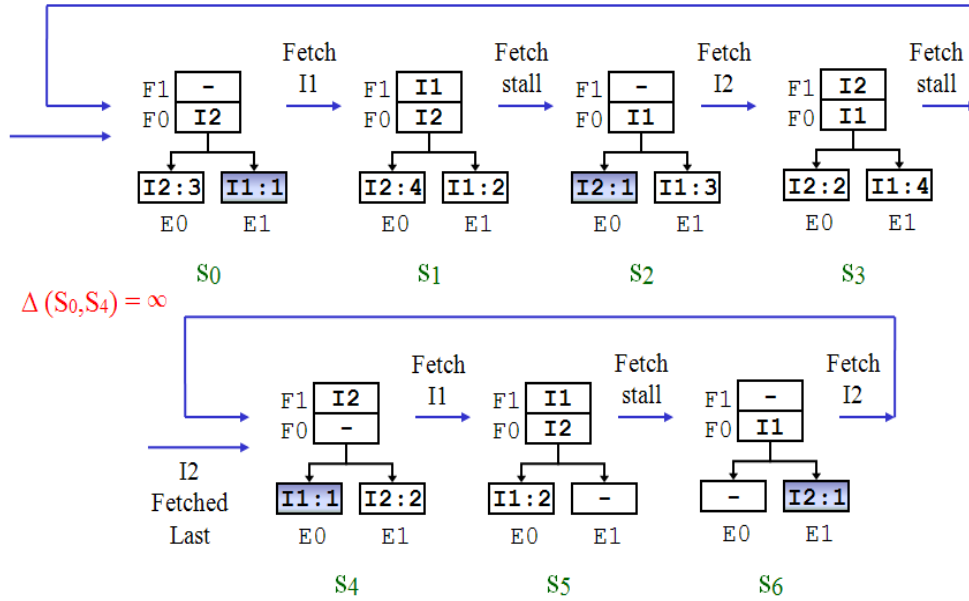 Fetch I1
Fetch stall
Fetch I2
Fetch stall
F1 - F1 I1 F1 - F1 I2
F0 I2 F0 I2 F0 I1 F0 I1
I2:3 I1:1 I2:4 I1:2 I2:1 I1:3 I2:2 I1:4
E0 E1 E0 E1 E0 E1 E0 E1
S0 S1 S2 S3
Δ (S0,S4) = ∞
Fetch I1
Fetch stall
Fetch I2
F1 I2 F1 I1 F1 -
F0 - F0 I2 F0 I1
I2
Fetched
Last
I1:1 I2:2 I1:2 - - I2:1
E0 E1 E0 E1 E0 E1
S4 S5 S6